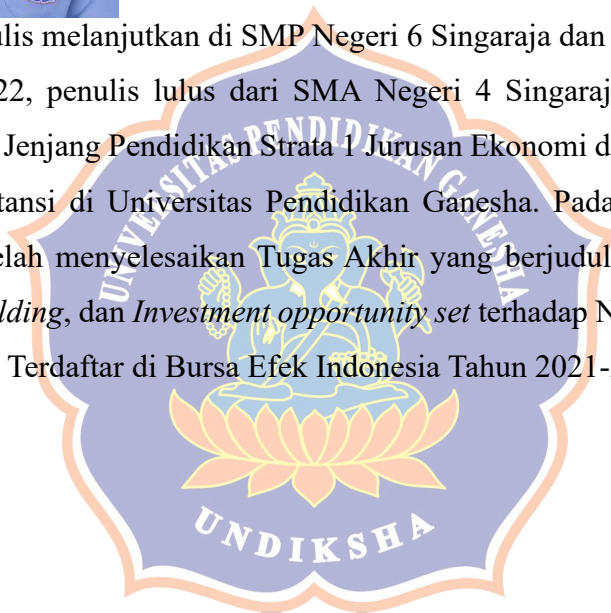 ulis melanjutkan di SMP Negeri 6 Singaraja dan
22, penulis lulus dari SMA Negeri 4 Singaraj
Jenjang Pendidikan Strata 1 Jurusan Ekonomi d
tansi di Universitas Pendidikan Ganesha. Pada
elah menyelesaikan Tugas Akhir yang berjudul
lding, dan Investment opportunity set terhadap N
Terdaftar di Bursa Efek Indonesia Tahun 2021-
UNIVERSITAS PENDIDIKAN GANESHA
UNDIKSHA